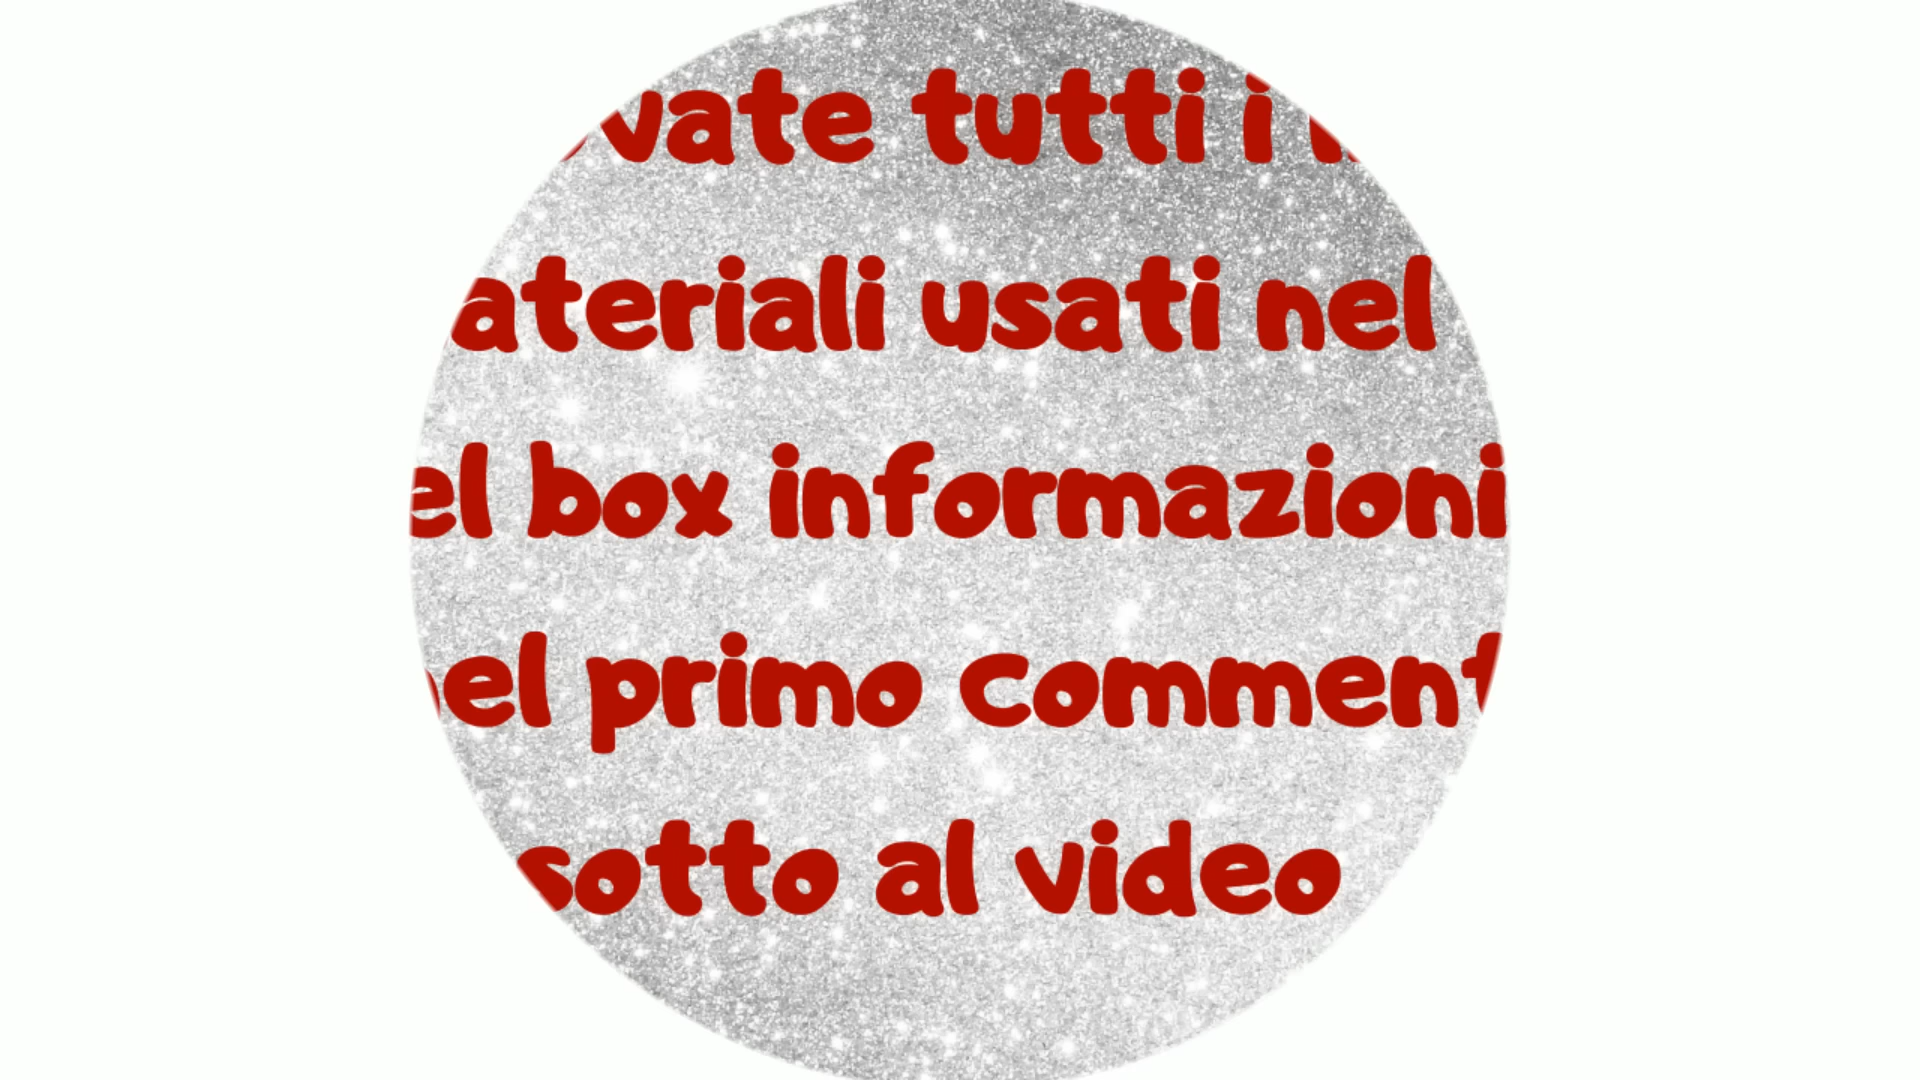 vate tutti i
ateriali usati nel
el box informazioni
el primo comment
sotto al video